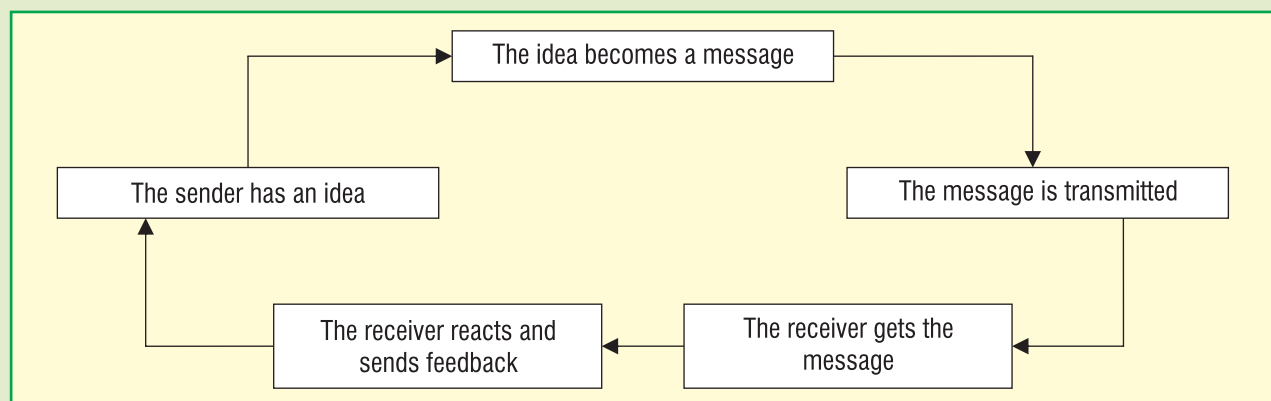 The idea becomes a message
The sender has an idea
The message is transmitted
The receiver reacts and
sends feedback
The receiver gets the
message